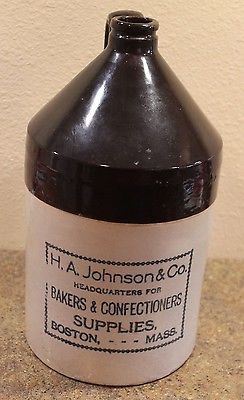 H. A. Johnson & Co.
HEADQUARTERS FOR
BAKERS & CONFECTIONERS
SUPPLIES,
BOSTON, - - - MASS.